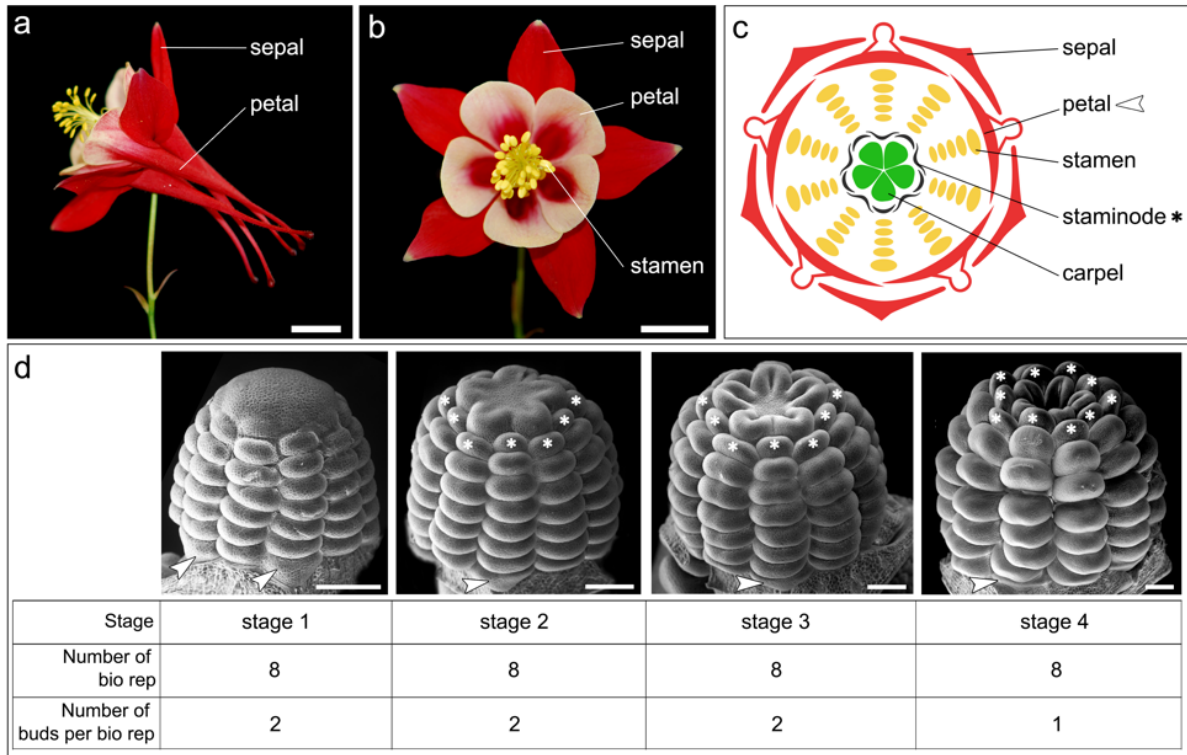 a
sepal
petal
b
sepal
petal
stamen
c
sepal
petal
stamen
staminode *
carpel
d
* * * * * * * *
* * * * * * * *
* * * * * * * * * *
Stage stage 1 stage 2 stage 3 stage 4
Number of
bio rep 8 8 8 8
Number of
buds per bio rep 2 2 2 1